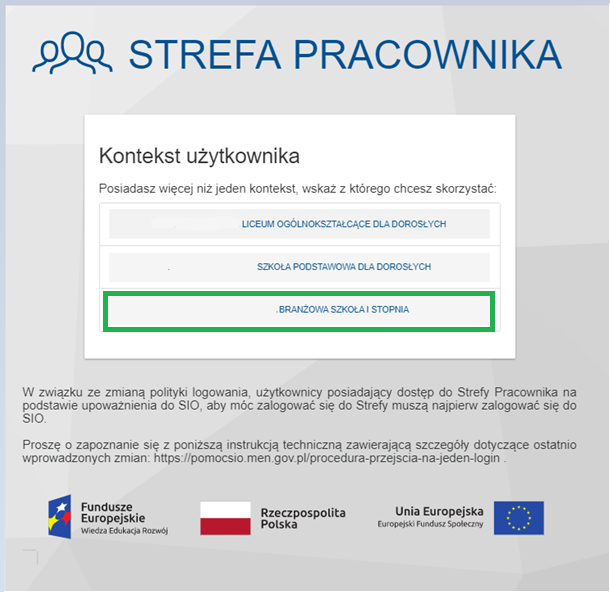 STREFA PRACOWNIKA
Kontekst użytkownika
Posiadasz więcej niż jeden kontekst, wskaż z którego chcesz skorzystać:
LICEUM OGÓLNOKSZTAŁCĄCE DLA DOROSŁYCH
SZKOŁA PODSTAWOWA DLA DOROSŁYCH
BRANŻOWA SZKOŁA I STOPNIA
W związku ze zmianą polityki logowania, użytkownicy posiadający dostęp do Strefy Pracownika na
podstawie upoważnienia do SIO, aby móc zalogować się do Strefy muszą najpierw zalogować się do
SIO.
Proszę o zapoznanie się z poniższą instrukcją techniczną zawierającą szczegóły dotyczące ostatnio
wprowadzonych zmian: https://pomocsio.men.gov.pl/procedura-przejscia-na-jeden-login .
Fundusze
Europejskie
Wiedza Edukacja Rozwój
Rzeczpospolita
Polska
Unia Europejska
Europejski Fundusz Społeczny